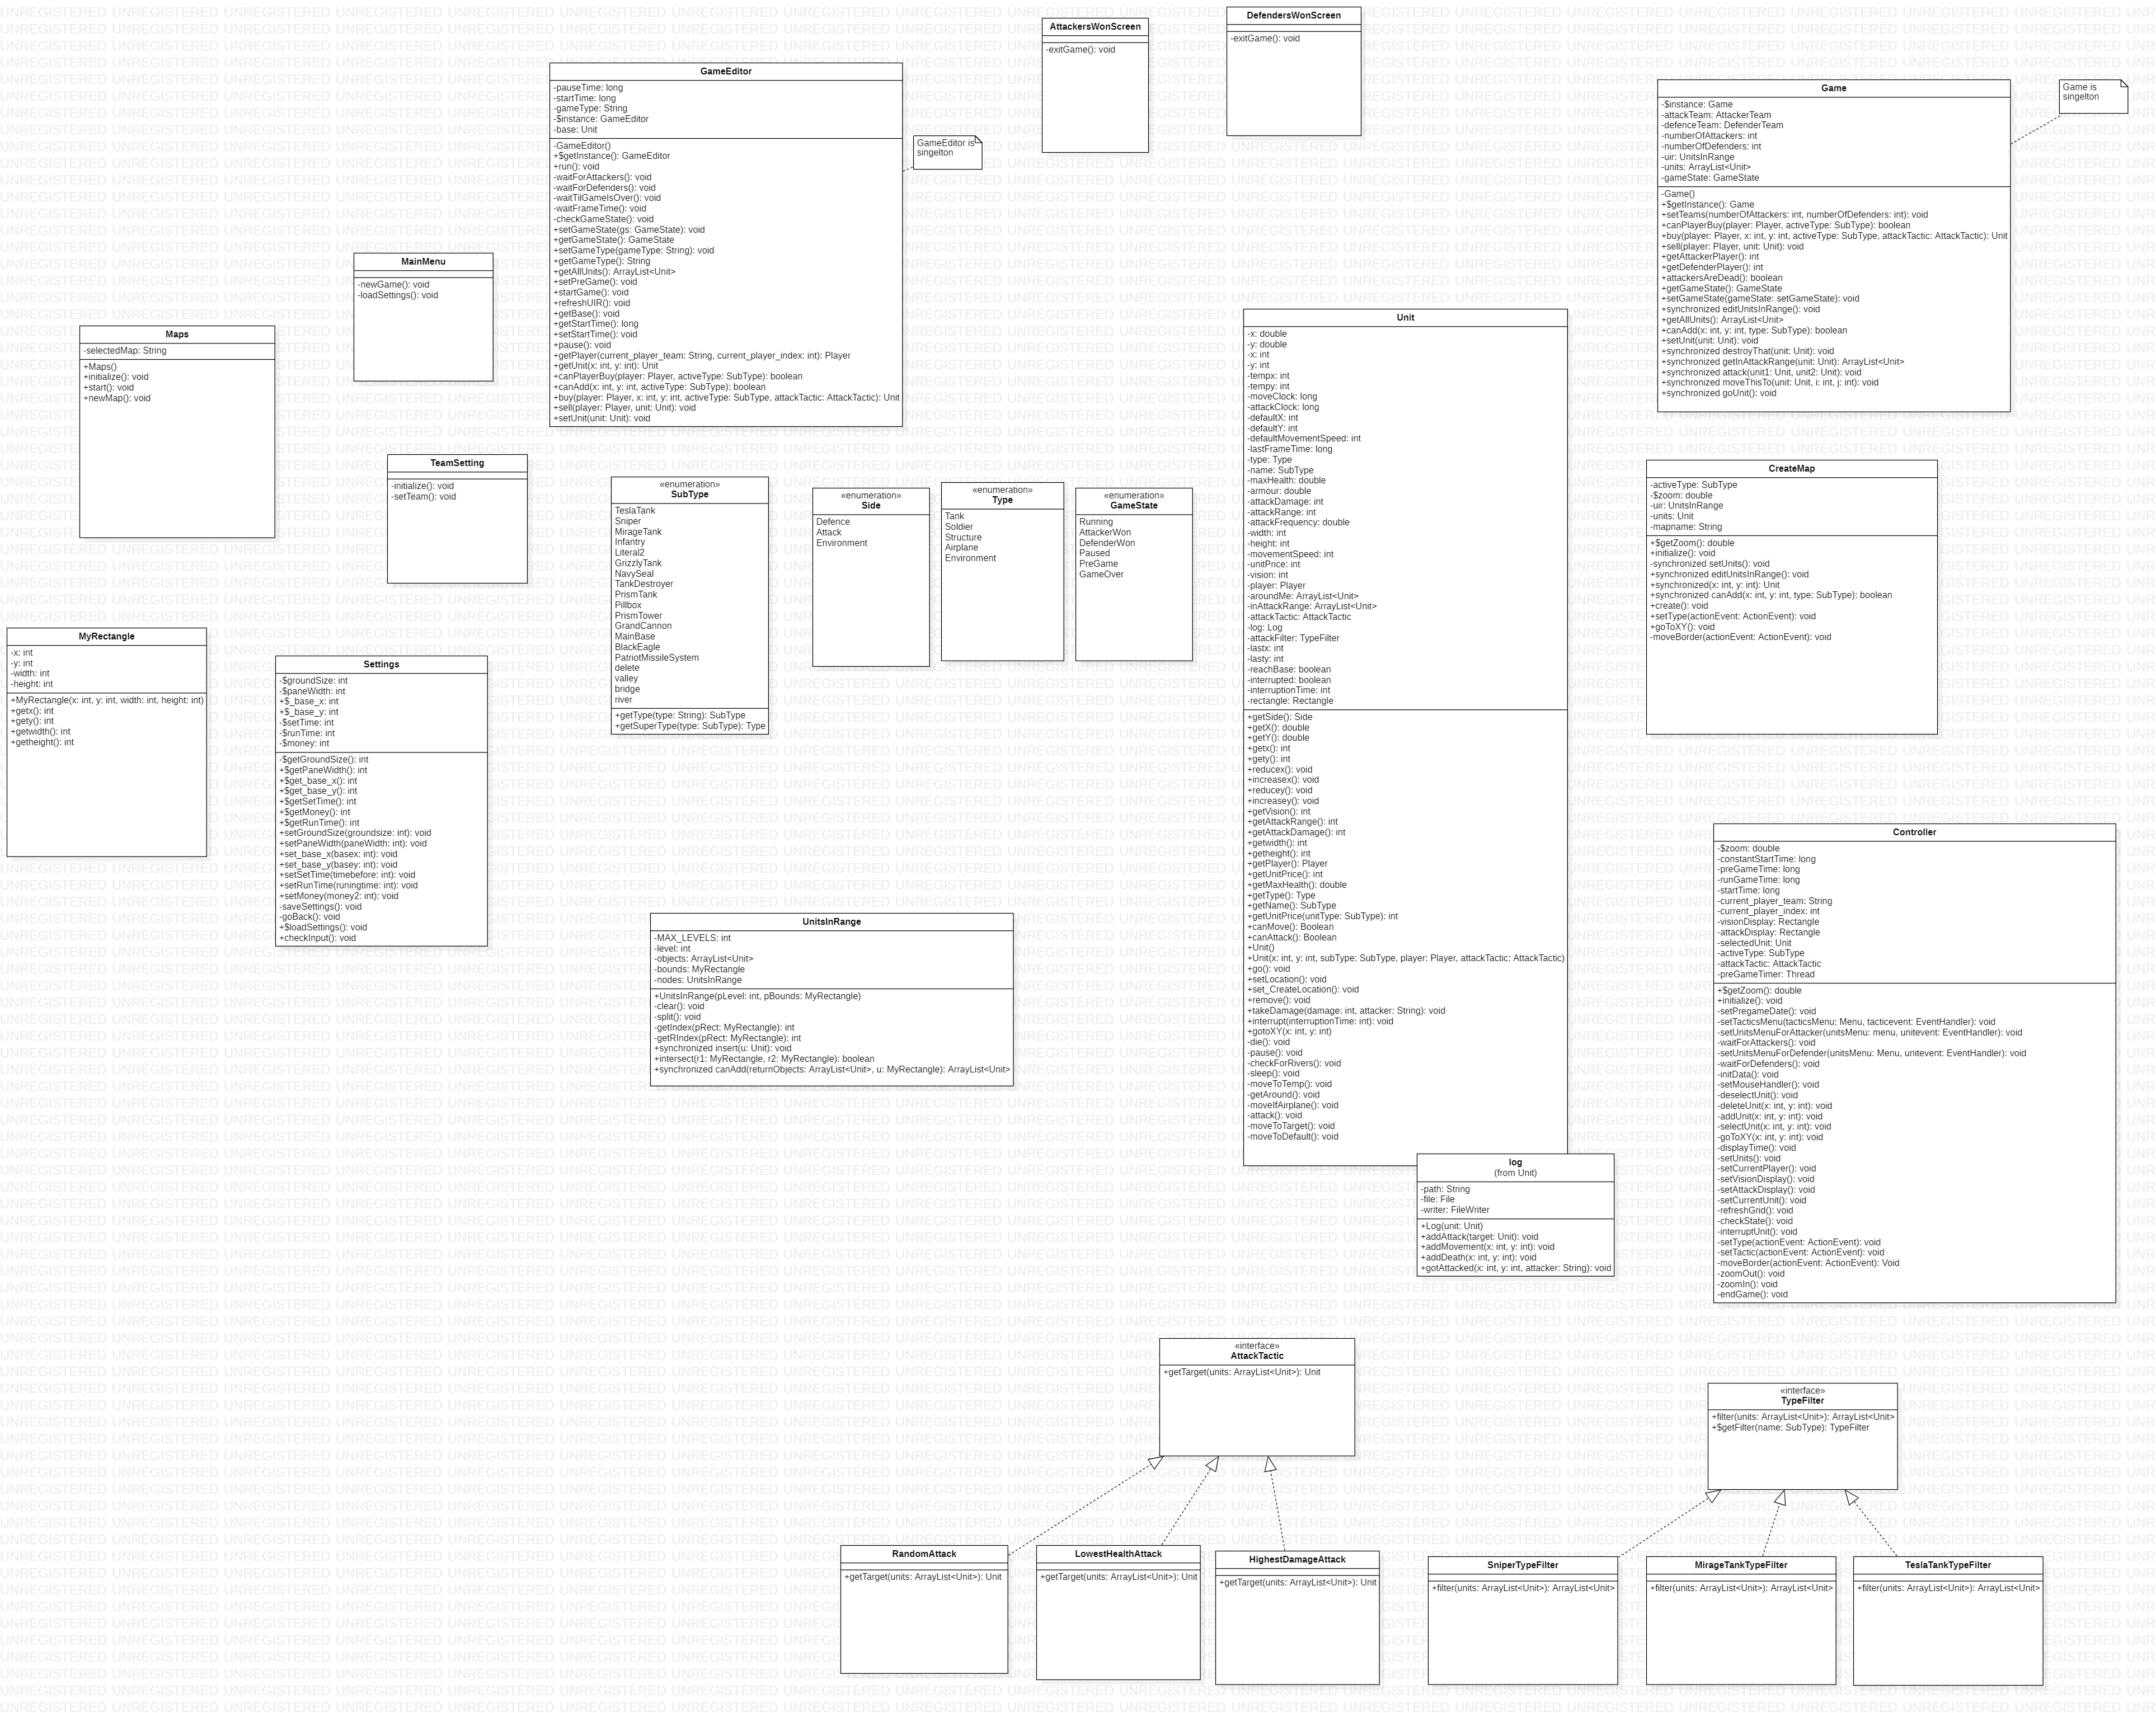 AttackersWonScreen
-exitGame(): void
DefendersWonScreen
-exitGame(): void
GameEditor
-pauseTime: long
-startTime: long
-gameType: String
-$instance: GameEditor
-base: Unit
-GameEditor()
+$getInstance(): GameEditor
+run(): void
-waitForAttackers(): void
-waitForDefenders(): void
-waitTilGameIsOver(): void
-waitFrameTime(): void
-checkGameState(): void
+setGameState(gs: GameState): void
+getGameState(): GameState
+setGameType(gameType: String): void
+getGameType(): String
+getAllUnits(): ArrayList<Unit>
+setPreGame(): void
+startGame(): void
+refreshUIR(): void
+getBase(): void
+getStartTime(): long
+setStartTime(): void
+pause(): void
+getPlayer(current_player_team: String, current_player_index: int): Player
+getUnit(x: int, y: int): Unit
+canPlayerBuy(player: Player, activeType: SubType): boolean
+canAdd(x: int, y: int, activeType: SubType): boolean
+buy(player: Player, x: int, y: int, activeType: SubType, attackTactic: AttackTactic): Unit
+sell(player: Player, unit: Unit): void
+setUnit(unit: Unit): void
GameEditor is
singelton
Game
-$instance: Game
-attackTeam: AttackerTeam
-defenceTeam: DefenderTeam
-numberOfAttackers: int
-numberOfDefenders: int
-uir: UnitsInRange
-units: ArrayList<Unit>
-gameState: GameState
-Game()
+$getInstance(): Game
+setTeams(numberOfAttackers: int, numberOfDefenders: int): void
+canPlayerBuy(player: Player, activeType: SubType): boolean
+buy(player: Player, x: int, y: int, activeType: SubType, attackTactic: AttackTactic): Unit
+sell(player: Player, unit: Unit): void
+getAttackerPlayer(): int
+getDefenderPlayer(): int
+attackersAreDead(): boolean
+getGameState(): GameState
+setGameState(gameState: setGameState): void
+synchronized editUnitsInRange(): void
+getAllUnits(): ArrayList<Unit>
+canAdd(x: int, y: int, type: SubType): boolean
+setUnit(unit: Unit): void
+synchronized destroyThat(unit: Unit): void
+synchronized getInAttackRange(unit: Unit): ArrayList<Unit>
+synchronized attack(unit1: Unit, unit2: Unit): void
+synchronized moveThisTo(unit: Unit, i: int, j: int): void
+synchronized goUnit(): void
Game is
singelton
MainMenu
-newGame(): void
-loadSettings(): void
Maps
-selectedMap: String
+Maps()
+initialize(): void
+start(): void
+newMap(): void
TeamSetting
-initialize(): void
-setTeam(): void
«enumeration»
SubType
TeslaTank
Sniper
MirageTank
Infantry
Literal2
GrizzlyTank
NavySeal
TankDestroyer
PrismTank
Pillbox
PrismTower
GrandCannon
MainBase
BlackEagle
PatriotMissileSystem
delete
valley
bridge
river
+getType(type: String): SubType
+getSuperType(type: SubType): Type
«enumeration»
Side
Defence
Attack
Environment
«enumeration»
Type
Tank
Soldier
Structure
Airplane
Environment
«enumeration»
GameState
Running
AttackerWon
DefenderWon
Paused
PreGame
GameOver
Unit
-x: double
-y: double
-x: int
-y: int
-tempx: int
-tempy: int
-moveClock: long
-attackClock: long
-defaultX: int
-defaultY: int
-defaultMovementSpeed: int
-lastFrameTime: long
-type: Type
-name: SubType
-maxHealth: double
-armour: double
-attackDamage: int
-attackRange: int
-attackFrequency: double
-width: int
-height: int
-movementSpeed: int
-unitPrice: int
-vision: int
-player: Player
-aroundMe: ArrayList<Unit>
-inAttackRange: ArrayList<Unit>
-attackTactic: AttackTactic
-log: Log
-attackFilter: TypeFilter
-lastx: int
-lasty: int
-reachBase: boolean
-interrupted: boolean
-interruptionTime: int
-rectangle: Rectangle
+getSide(): Side
+getX(): double
+getY(): double
+getx(): int
+gety(): int
+reducex(): void
+increasex(): void
+reducey(): void
+increasey(): void
+getVision(): int
+getAttackRange(): int
+getAttackDamage(): int
+getwidth(): int
+getheight(): int
+getPlayer(): Player
+getUnitPrice(): int
+getMaxHealth(): double
+getType(): Type
+getName(): SubType
+getUnitPrice(unitType: SubType): int
+canMove(): Boolean
+canAttack(): Boolean
+Unit()
+Unit(x: int, y: int, subType: SubType, player: Player, attackTactic: AttackTactic)
+go(): void
+setLocation(): void
+set_CreateLocation(): void
+remove(): void
+takeDamage(damage: int, attacker: String): void
+interrupt(interruptionTime: int): void
+gotoXY(x: int, y: int)
-die(): void
-pause(): void
-checkForRivers(): void
-sleep(): void
-moveToTemp(): void
-getAround(): void
-moveIfAirplane(): void
-attack(): void
-moveToTarget(): void
-moveToDefault(): void
log
(from Unit)
-path: String
-file: File
-writer: FileWriter
+Log(unit: Unit)
+addAttack(target: Unit): void
+addMovement(x: int, y: int): void
+addDeath(x: int, y: int): void
+gotAttacked(x: int, y: int, attacker: String): void
CreateMap
-activeType: SubType
-$zoom: double
-uir: UnitsInRange
-units: Unit
-mapname: String
+$getZoom(): double
+initialize(): void
-synchronized setUnits(): void
+synchronized editUnitsInRange(): void
+synchronized(x: int, y: int): Unit
+synchronized canAdd(x: int, y: int, type: SubType): boolean
+create(): void
+setType(actionEvent: ActionEvent): void
+goToXY(): void
-moveBorder(actionEvent: ActionEvent): void
MyRectangle
-x: int
-y: int
-width: int
-height: int
+MyRectangle(x: int, y: int, width: int, height: int)
+getx(): int
+gety(): int
+getwidth(): int
+getheight(): int
Settings
-$groundSize: int
-$paneWidth: int
+$_base_x: int
+$_base_y: int
-$setTime: int
-$runTime: int
-$money: int
-$getGroundSize(): int
+$getPaneWidth(): int
+$get_base_x(): int
+$get_base_y(): int
+$getSetTime(): int
+$getMoney(): int
+$getRunTime(): int
+setGroundSize(groundsize: int): void
+setPaneWidth(paneWidth: int): void
+set_base_x(basex: int): void
+set_base_y(basey: int): void
+setSetTime(timebefore: int): void
+setRunTime(runingtime: int): void
+setMoney(money2: int): void
-saveSettings(): void
-goBack(): void
+$loadSettings(): void
+checkInput(): void
UnitsInRange
-MAX_LEVELS: int
-level: int
-objects: ArrayList<Unit>
-bounds: MyRectangle
-nodes: UnitsInRange
+UnitsInRange(pLevel: int, pBounds: MyRectangle)
-clear(): void
-split(): void
-getIndex(pRect: MyRectangle): int
-getRIndex(pRect: MyRectangle): int
+synchronized insert(u: Unit): void
+intersect(r1: MyRectangle, r2: MyRectangle): boolean
+synchronized canAdd(returnObjects: ArrayList<Unit>, u: MyRectangle): ArrayList<Unit>
Controller
-$zoom: double
-constantStartTime: long
-preGameTime: long
-runGameTime: long
-startTime: long
-current_player_team: String
-current_player_index: int
-visionDisplay: Rectangle
-attackDisplay: Rectangle
-selectedUnit: Unit
-activeType: SubType
-attackTactic: AttackTactic
-preGameTimer: Thread
+$getZoom(): double
+initialize(): void
-setPregameDate(): void
-setTacticsMenu(tacticsMenu: Menu, tacticevent: EventHandler): void
-setUnitsMenuForAttacker(unitsMenu: menu, unitevent: EventHandler): void
-waitForAttackers(): void
-setUnitsMenuForDefender(unitsMenu: Menu, unitevent: EventHandler): void
-waitForDefenders(): void
-initData(): void
-setMouseHandler(): void
-deselectUnit(): void
-deleteUnit(x: int, y: int): void
-addUnit(x: int, y: int): void
-selectUnit(x: int, y: int): void
-goToXY(x: int, y: int): void
-displayTime(): void
-setUnits(): void
-setCurrentPlayer(): void
-setVisionDisplay(): void
-setAttackDisplay(): void
-setCurrentUnit(): void
-refreshGrid(): void
-checkState(): void
-interruptUnit(): void
-setType(actionEvent: ActionEvent): void
-setTactic(actionEvent: ActionEvent): void
-moveBorder(actionEvent: ActionEvent): Void
-zoomOut(): void
-zoomIn(): void
-endGame(): void
«interface»
AttackTactic
+getTarget(units: ArrayList<Unit>): Unit
«interface»
TypeFilter
+filter(units: ArrayList<Unit>): ArrayList<Unit>
+$getFilter(name: SubType): TypeFilter
RandomAttack
+getTarget(units: ArrayList<Unit>): Unit
LowestHealthAttack
+getTarget(units: ArrayList<Unit>): Unit
HighestDamageAttack
+getTarget(units: ArrayList<Unit>): Unit
SniperTypeFilter
+filter(units: ArrayList<Unit>): ArrayList<Unit>
MirageTankTypeFilter
+filter(units: ArrayList<Unit>): ArrayList<Unit>
TeslaTankTypeFilter
+filter(units: ArrayList<Unit>): ArrayList<Unit>